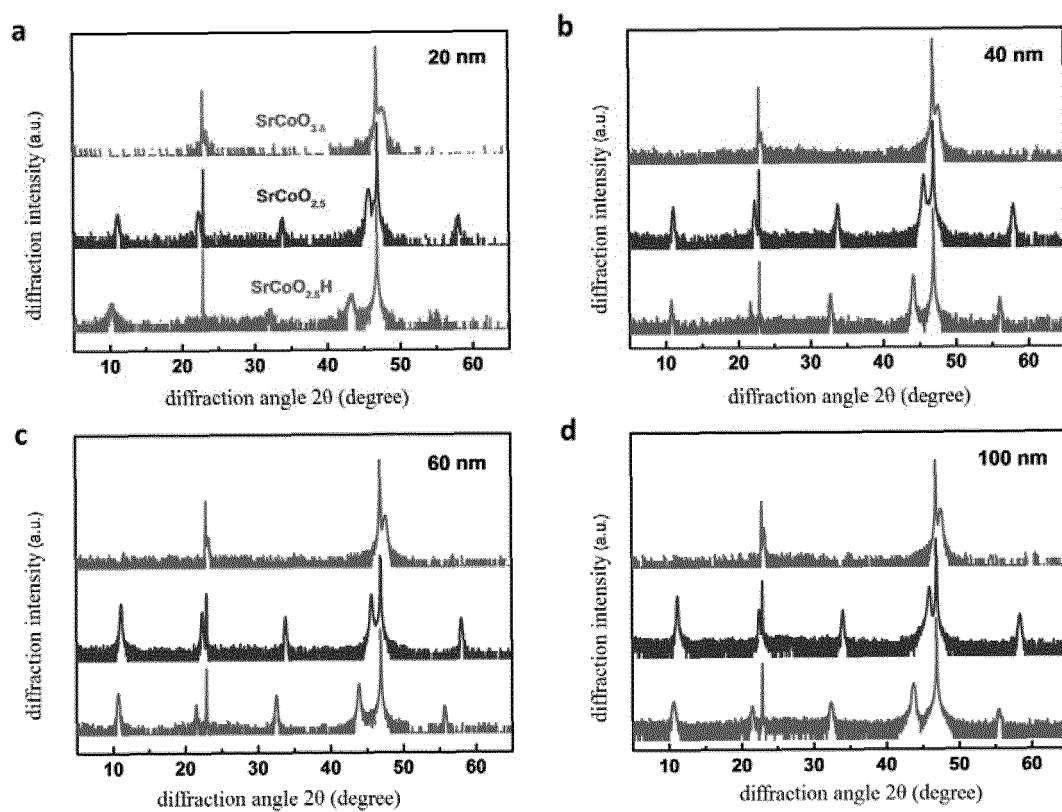 a
20 nm
SrCoO3-δ
SrCoO2.5
SrCoO2.5H
diffraction intensity (a.u.)
10 20 30 40 50 60
diffraction angle 2θ (degree)
b
40 nm
diffraction intensity (a.u.)
10 20 30 40 50 60
diffraction angle 2θ (degree)
c
60 nm
diffraction intensity (a.u.)
10 20 30 40 50 60
diffraction angle 2θ (degree)
d
100 nm
diffraction intensity (a.u.)
10 20 30 40 50 60
diffraction angle 2θ (degree)